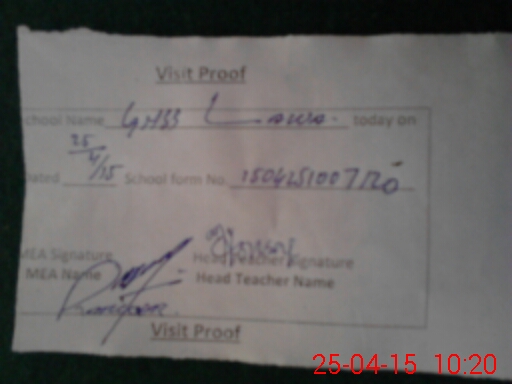 Visit Proof
School Name GHSS L today on
25/4/15
Dated School form No. 1504251007120
MEA Signature Head Teacher Signature
MEA Name Head Teacher Name
Visit Proof
25-04-15 10:20